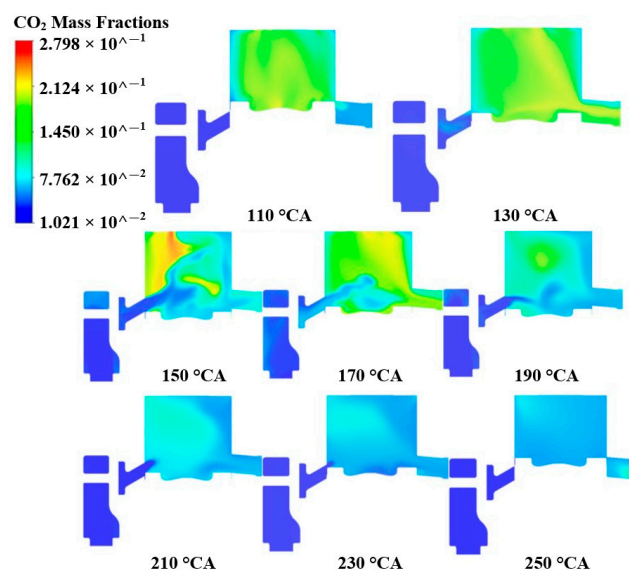 CO₂ Mass Fractions
2.798 × 10^−1
2.124 × 10^−1
1.450 × 10^−1
7.762 × 10^−2
1.021 × 10^−2
110 °CA
130 °CA
150 °CA
170 °CA
190 °CA
210 °CA
230 °CA
250 °CA